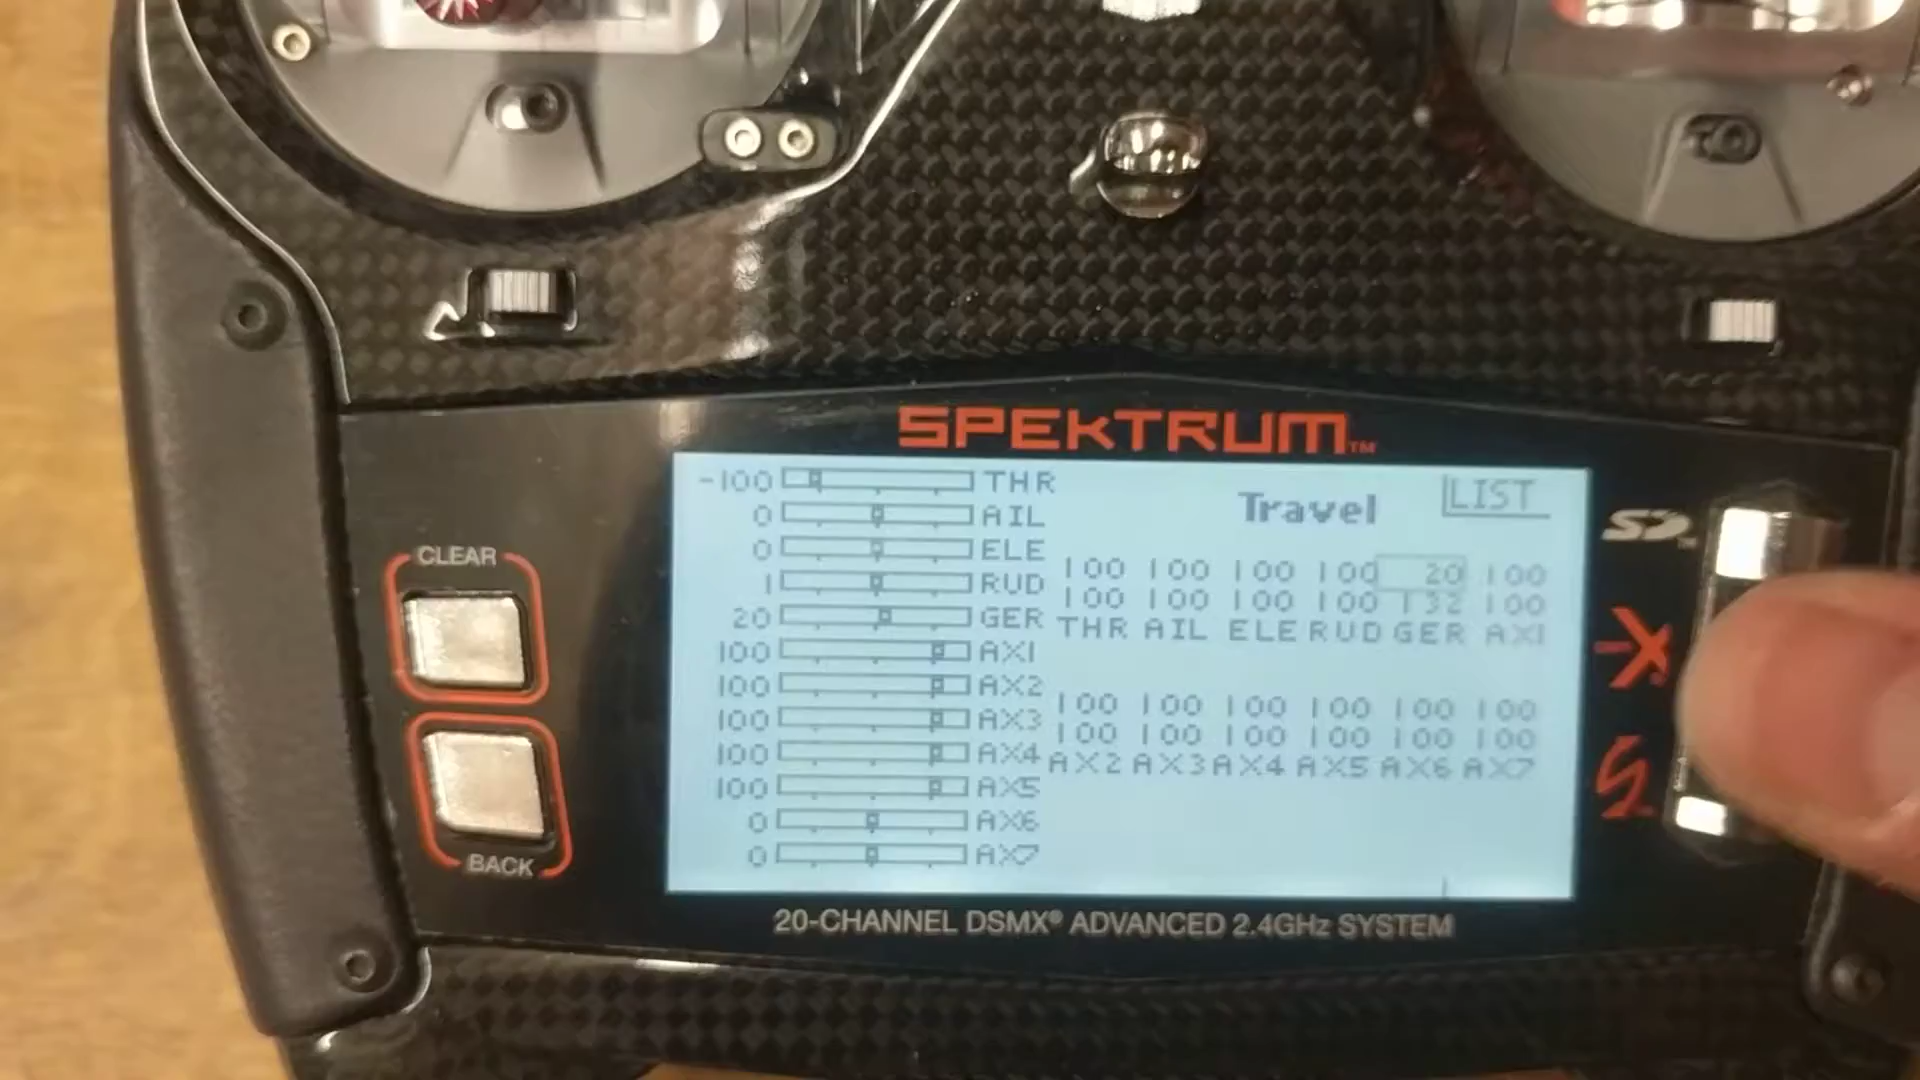 SPEKTRUM™
-100 THR
0 AIL
0 ELE
1 RUD
20 GER
100 AX1
100 AX2
100 AX3
100 AX4
100 AX5
0 AX6
0 AX7
Travel
LIST
100 100 100 100 20 100
100 100 100 100 132 100
THR AIL ELE RUD GER AX1
100 100 100 100 100 100
100 100 100 100 100 100
AX2 AX3 AX4 AX5 AX6 AX7
CLEAR
BACK
SD
20-CHANNEL DSMX® ADVANCED 2.4GHz SYSTEM